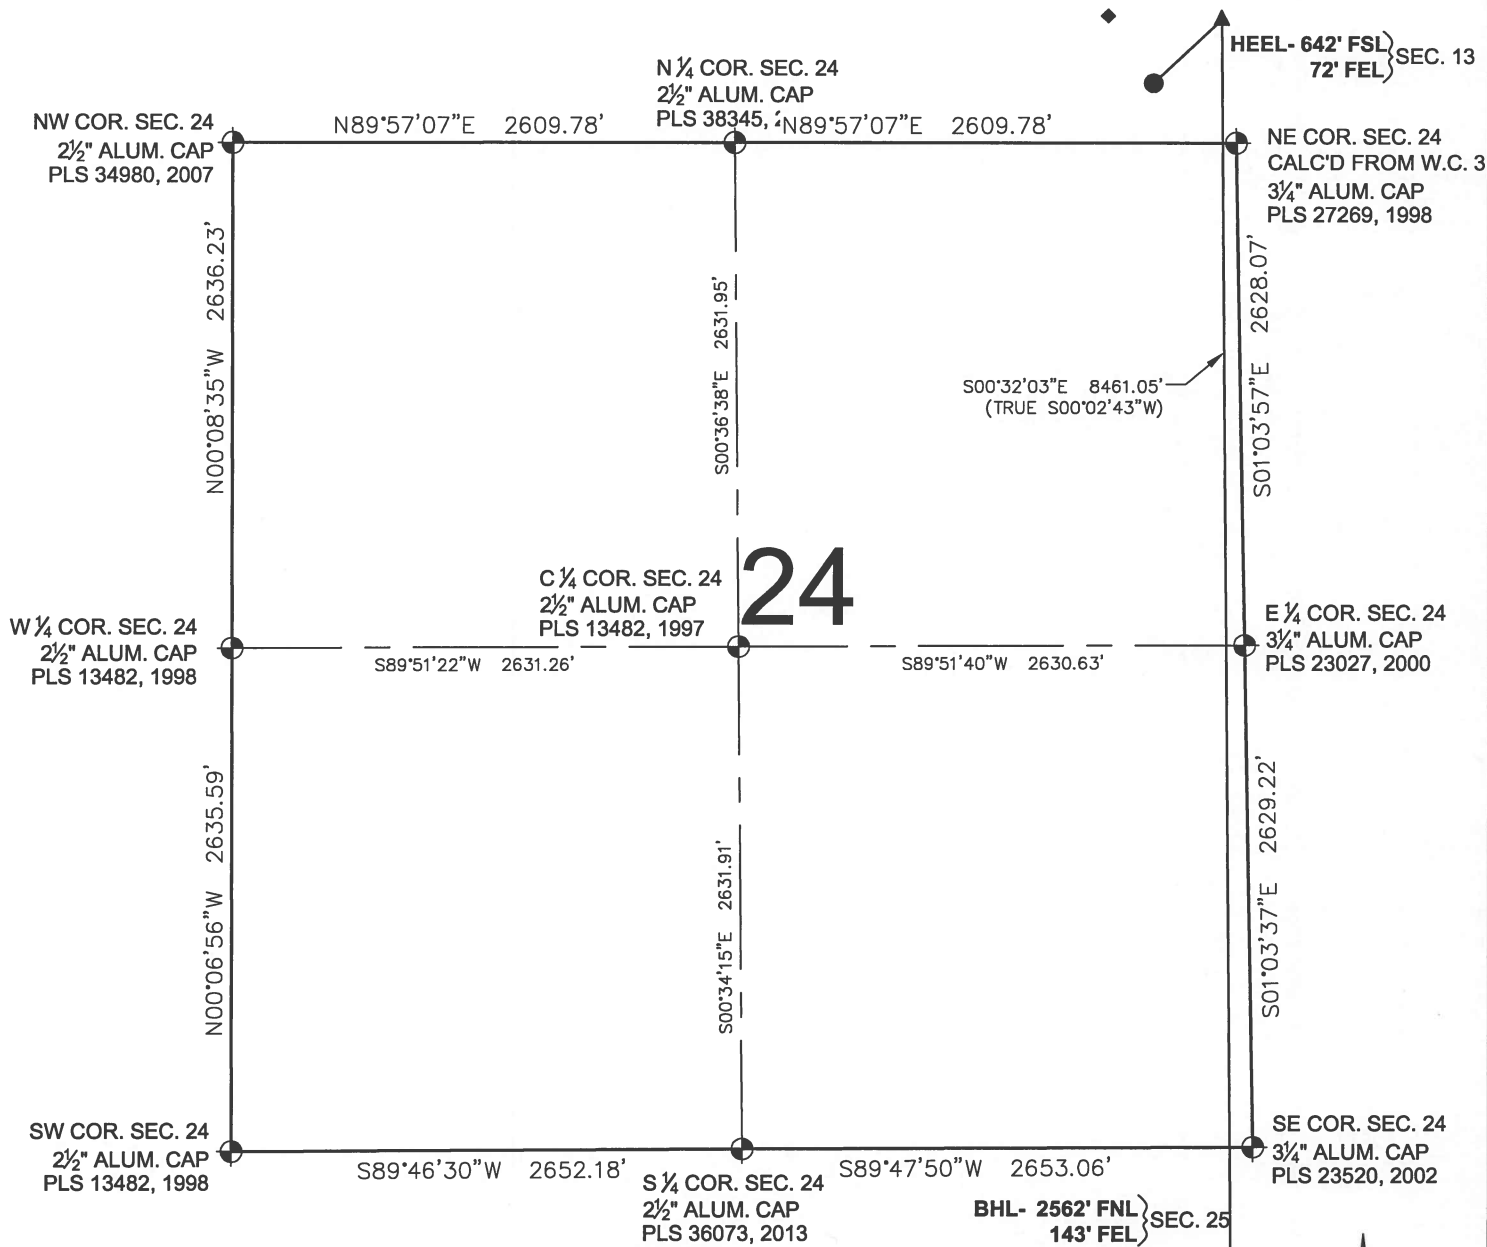 HEEL- 642' FSL
72' FEL
SEC. 13
N ¼ COR. SEC. 24
2½" ALUM. CAP
PLS 38345,
NW COR. SEC. 24
2½" ALUM. CAP
PLS 34980, 2007
N89°57'07"E 2609.78'
N89°57'07"E 2609.78'
NE COR. SEC. 24
CALC'D FROM W.C. 3
3¼" ALUM. CAP
PLS 27269, 1998
N00°08'35"W 2636.23'
S00°36'38"E 2631.95'
S00°32'03"E 8461.05'
(TRUE S00°02'43"W)
S01°03'57"E 2628.07'
24
C ¼ COR. SEC. 24
2½" ALUM. CAP
PLS 13482, 1997
W ¼ COR. SEC. 24
2½" ALUM. CAP
PLS 13482, 1998
S89°51'22"W 2631.26'
S89°51'40"W 2630.63'
E ¼ COR. SEC. 24
3¼" ALUM. CAP
PLS 23027, 2000
N00°06'56"W 2635.59'
S00°34'15"E 2631.91'
S01°03'37"E 2629.22'
SW COR. SEC. 24
2½" ALUM. CAP
PLS 13482, 1998
S89°46'30"W 2652.18'
S ¼ COR. SEC. 24
2½" ALUM. CAP
PLS 36073, 2013
S89°47'50"W 2653.06'
SE COR. SEC. 24
3¼" ALUM. CAP
PLS 23520, 2002
BHL- 2562' FNL
143' FEL
SEC. 25